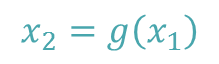 x₂ = g(x₁)